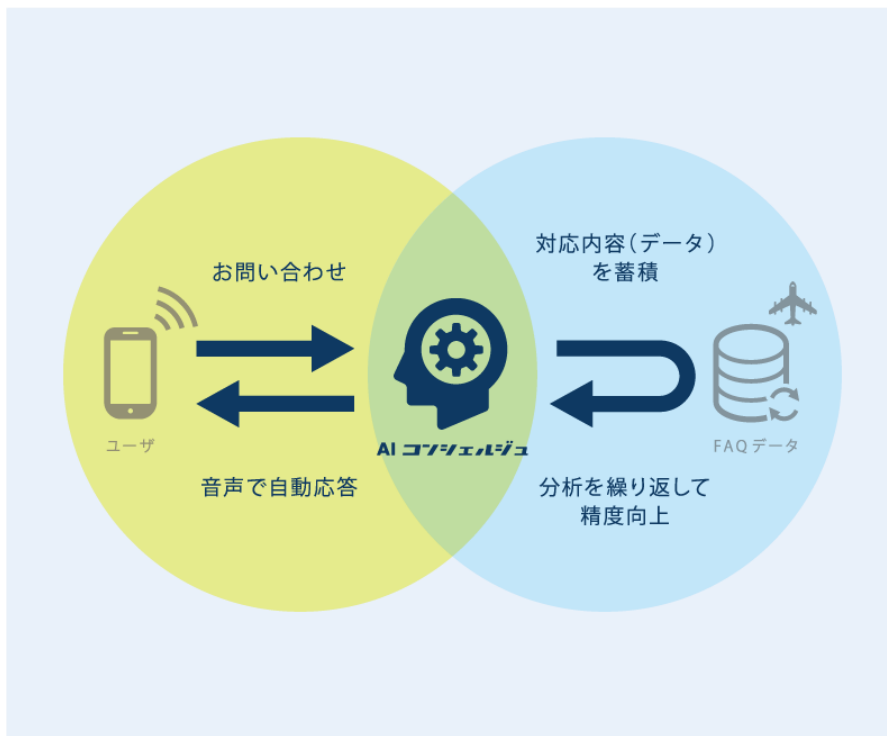 お問い合わせ
対応内容(データ)
を蓄積
ユーザ
AI コンシェルジュ
FAQデータ
音声で自動応答
分析を繰り返して
精度向上